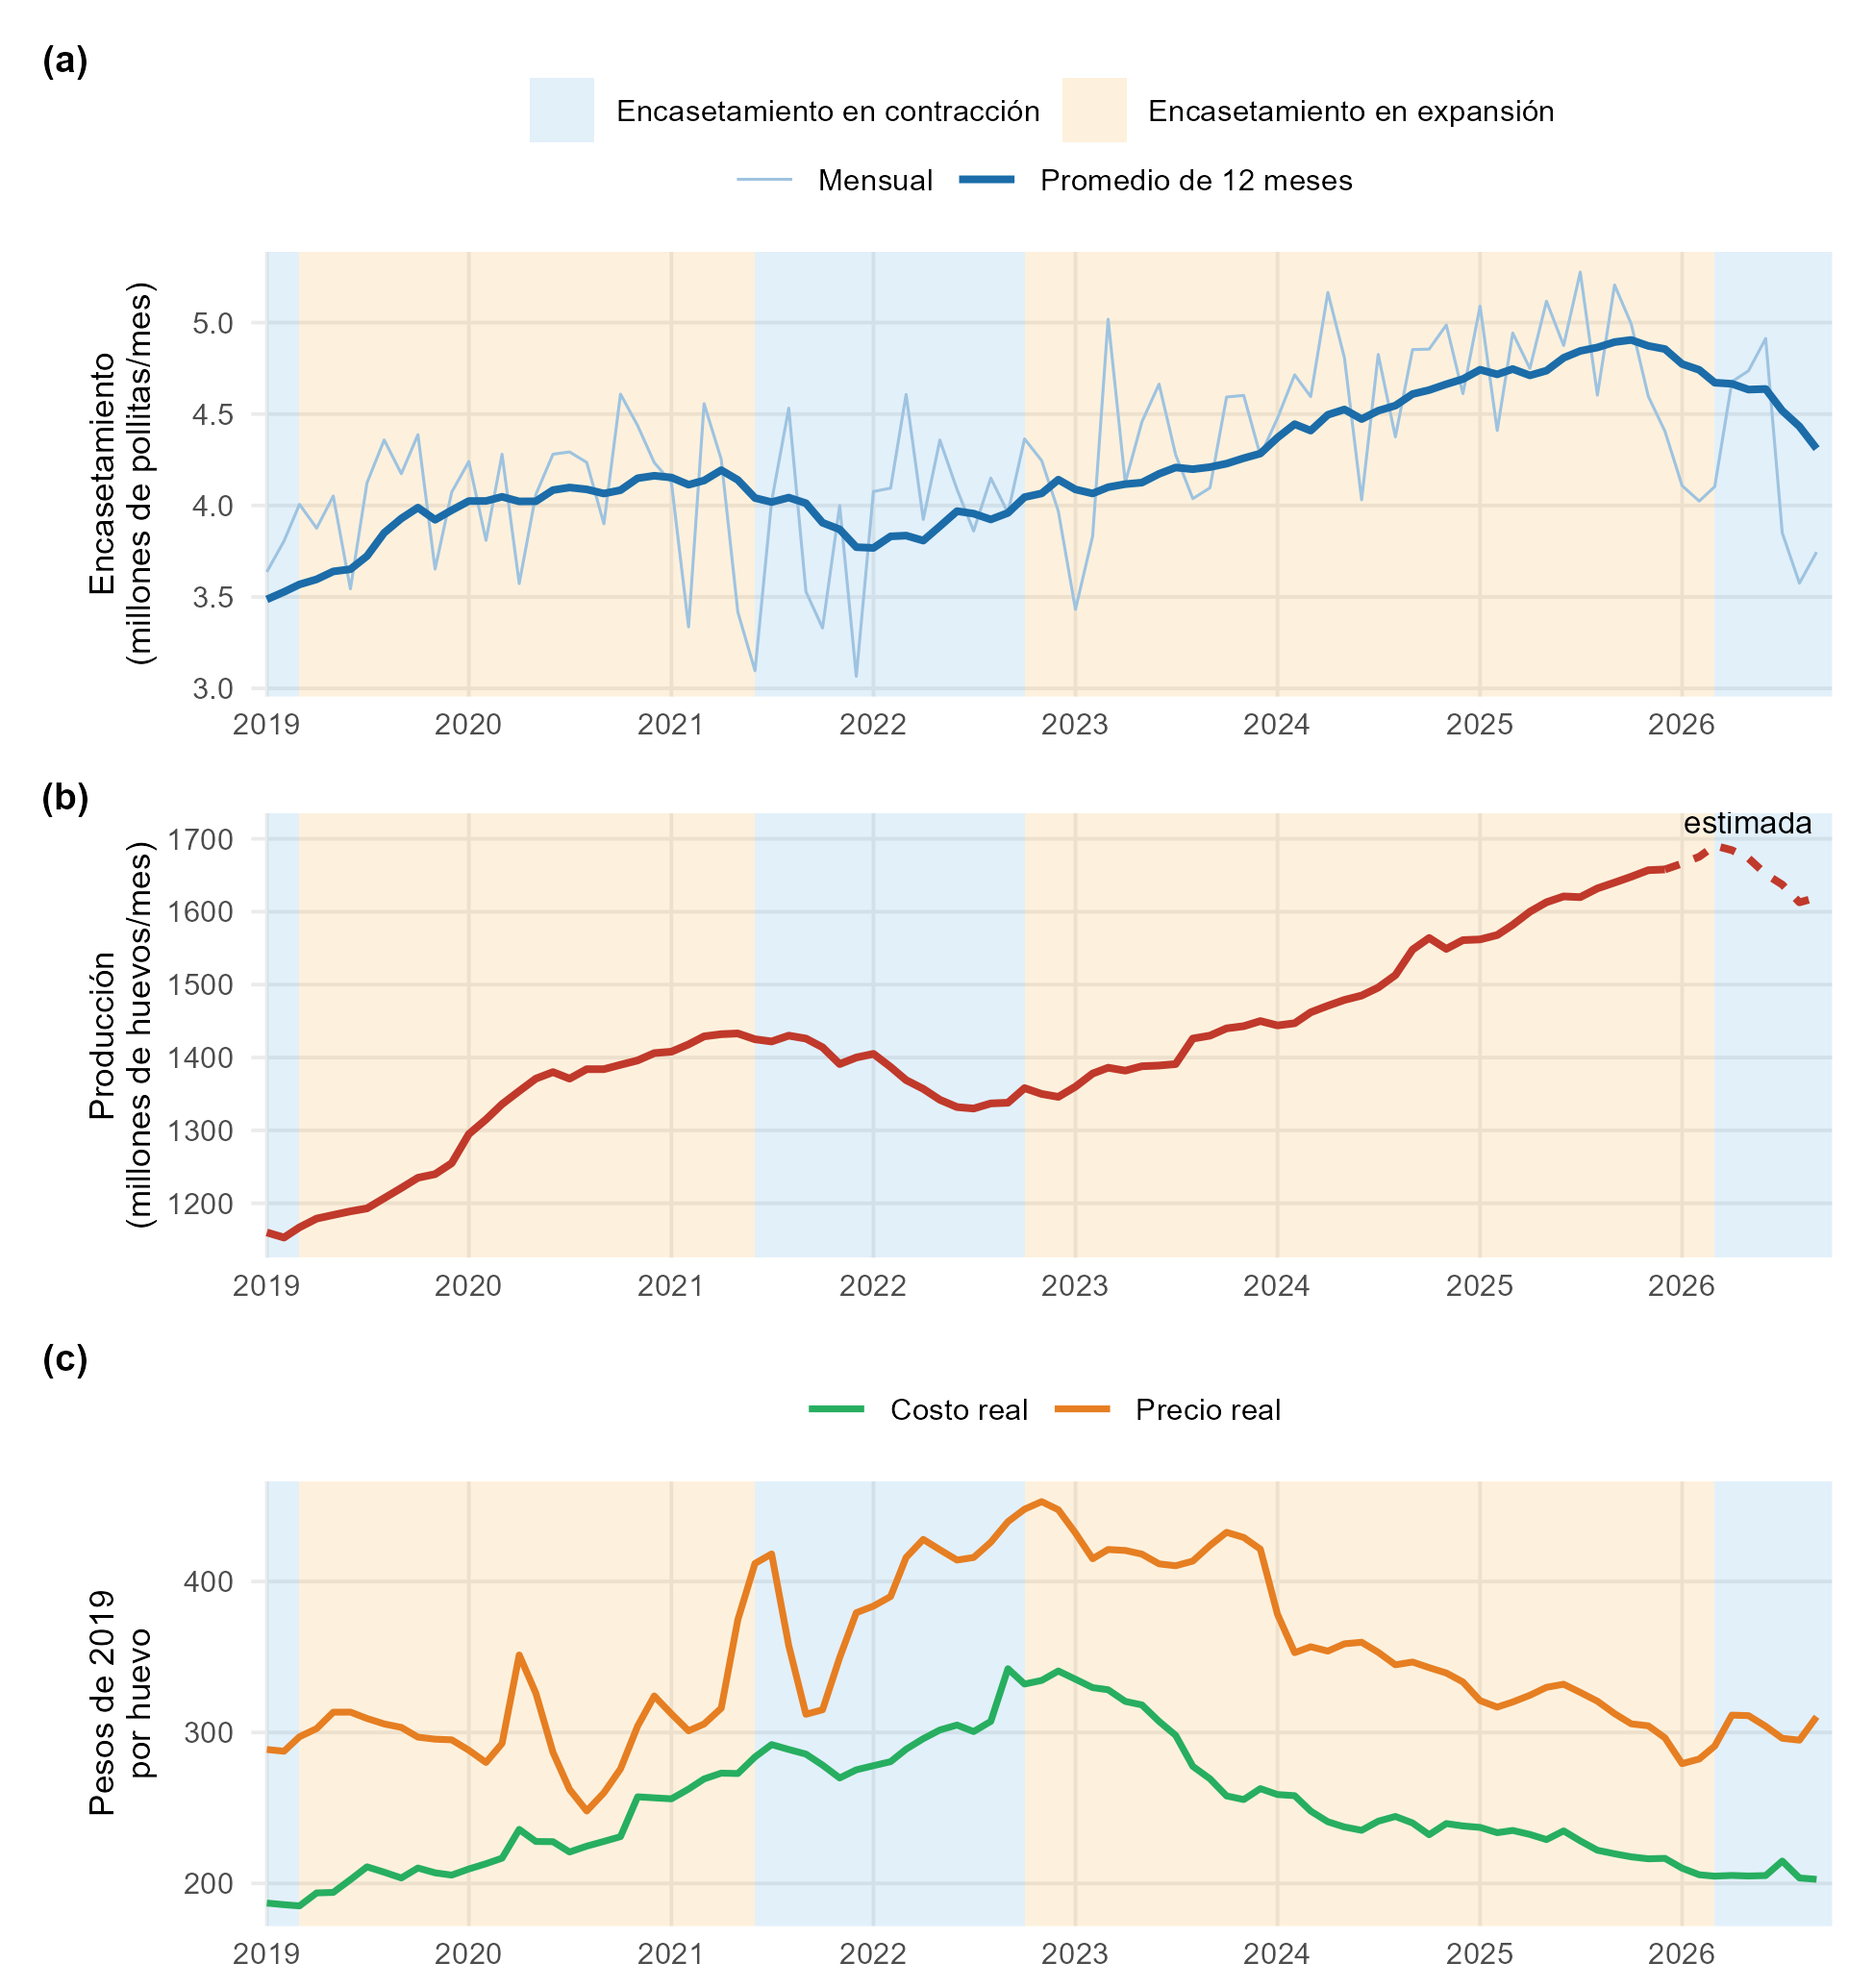 (a)
Encasetamiento en contracción
Encasetamiento en expansión
Mensual
Promedio de 12 meses
Encasetamiento
(millones de pollitas/mes)
5.0
4.5
4.0
3.5
3.0
2019
2020
2021
2022
2023
2024
2025
2026
(b)
Producción
(millones de huevos/mes)
estimada
1700
1600
1500
1400
1300
1200
2019
2020
2021
2022
2023
2024
2025
2026
(c)
Costo real
Precio real
Pesos de 2019
por huevo
400
300
200
2019
2020
2021
2022
2023
2024
2025
2026